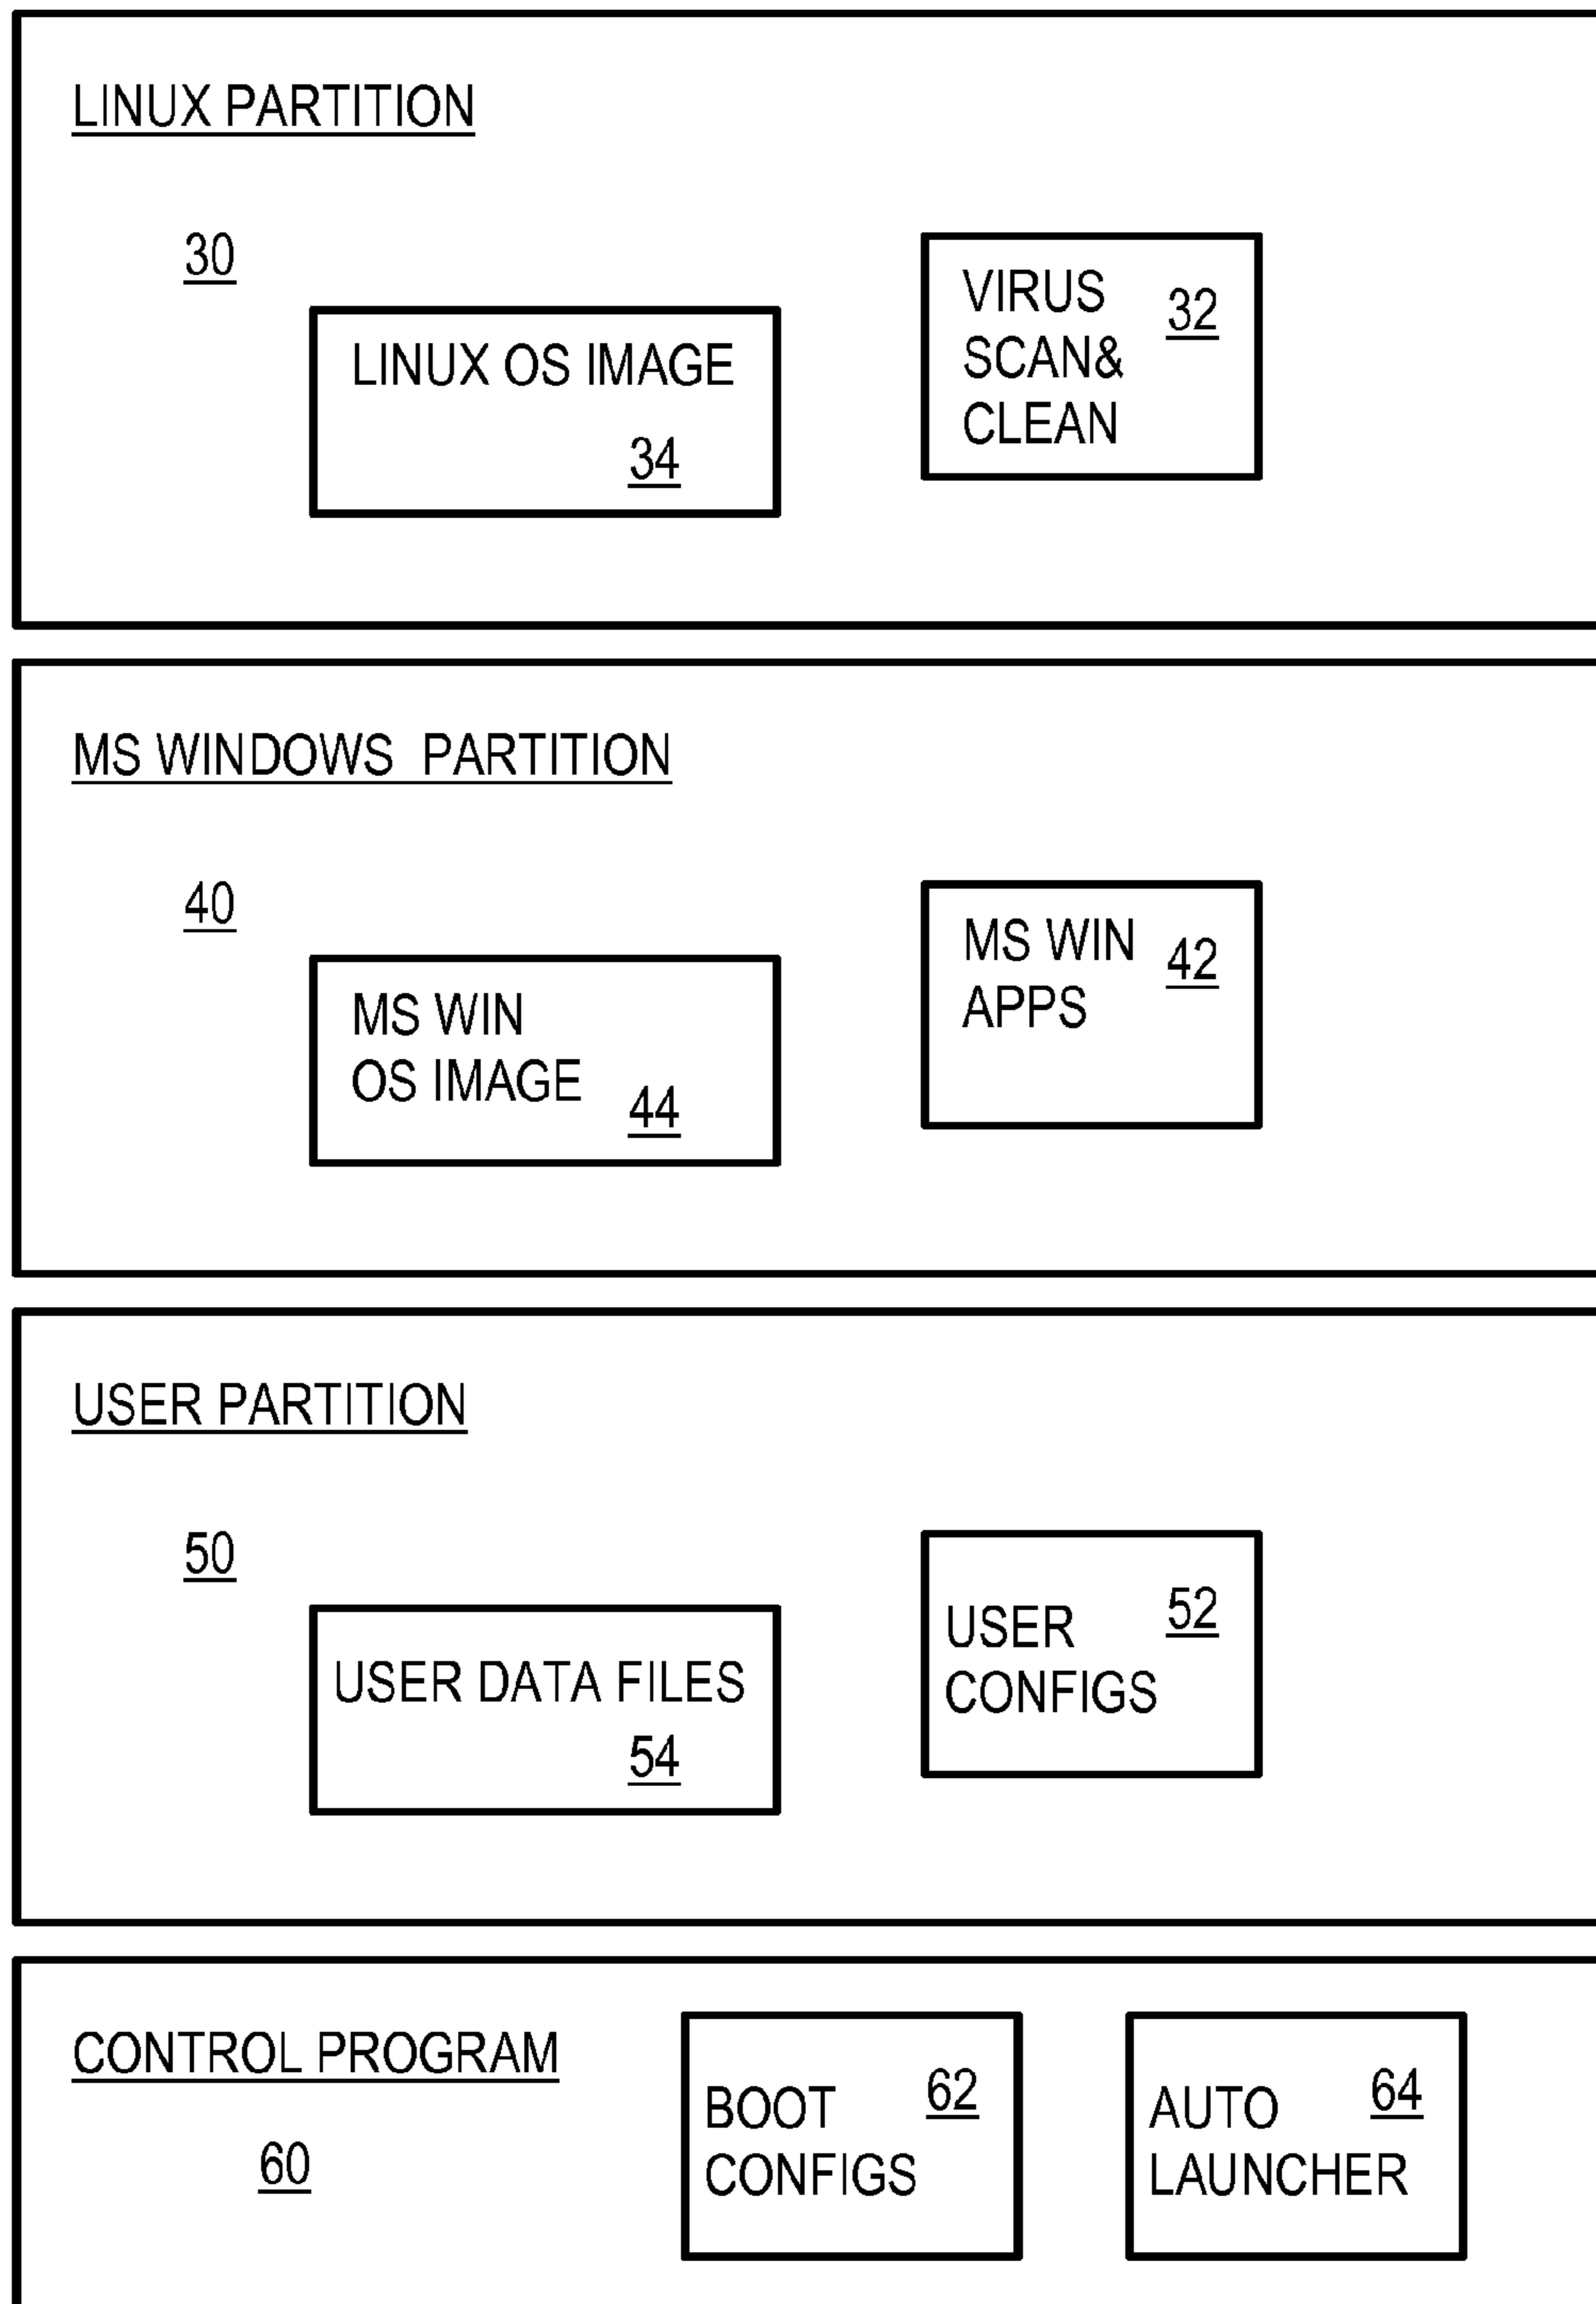 LINUX PARTITION
30
LINUX OS IMAGE
34
VIRUS
SCAN&
CLEAN
32
MS WINDOWS PARTITION
40
MS WIN
OS IMAGE
44
MS WIN
APPS
42
USER PARTITION
50
USER DATA FILES
54
USER
CONFIGS
52
CONTROL PROGRAM
60
BOOT
CONFIGS
62
AUTO
LAUNCHER
64